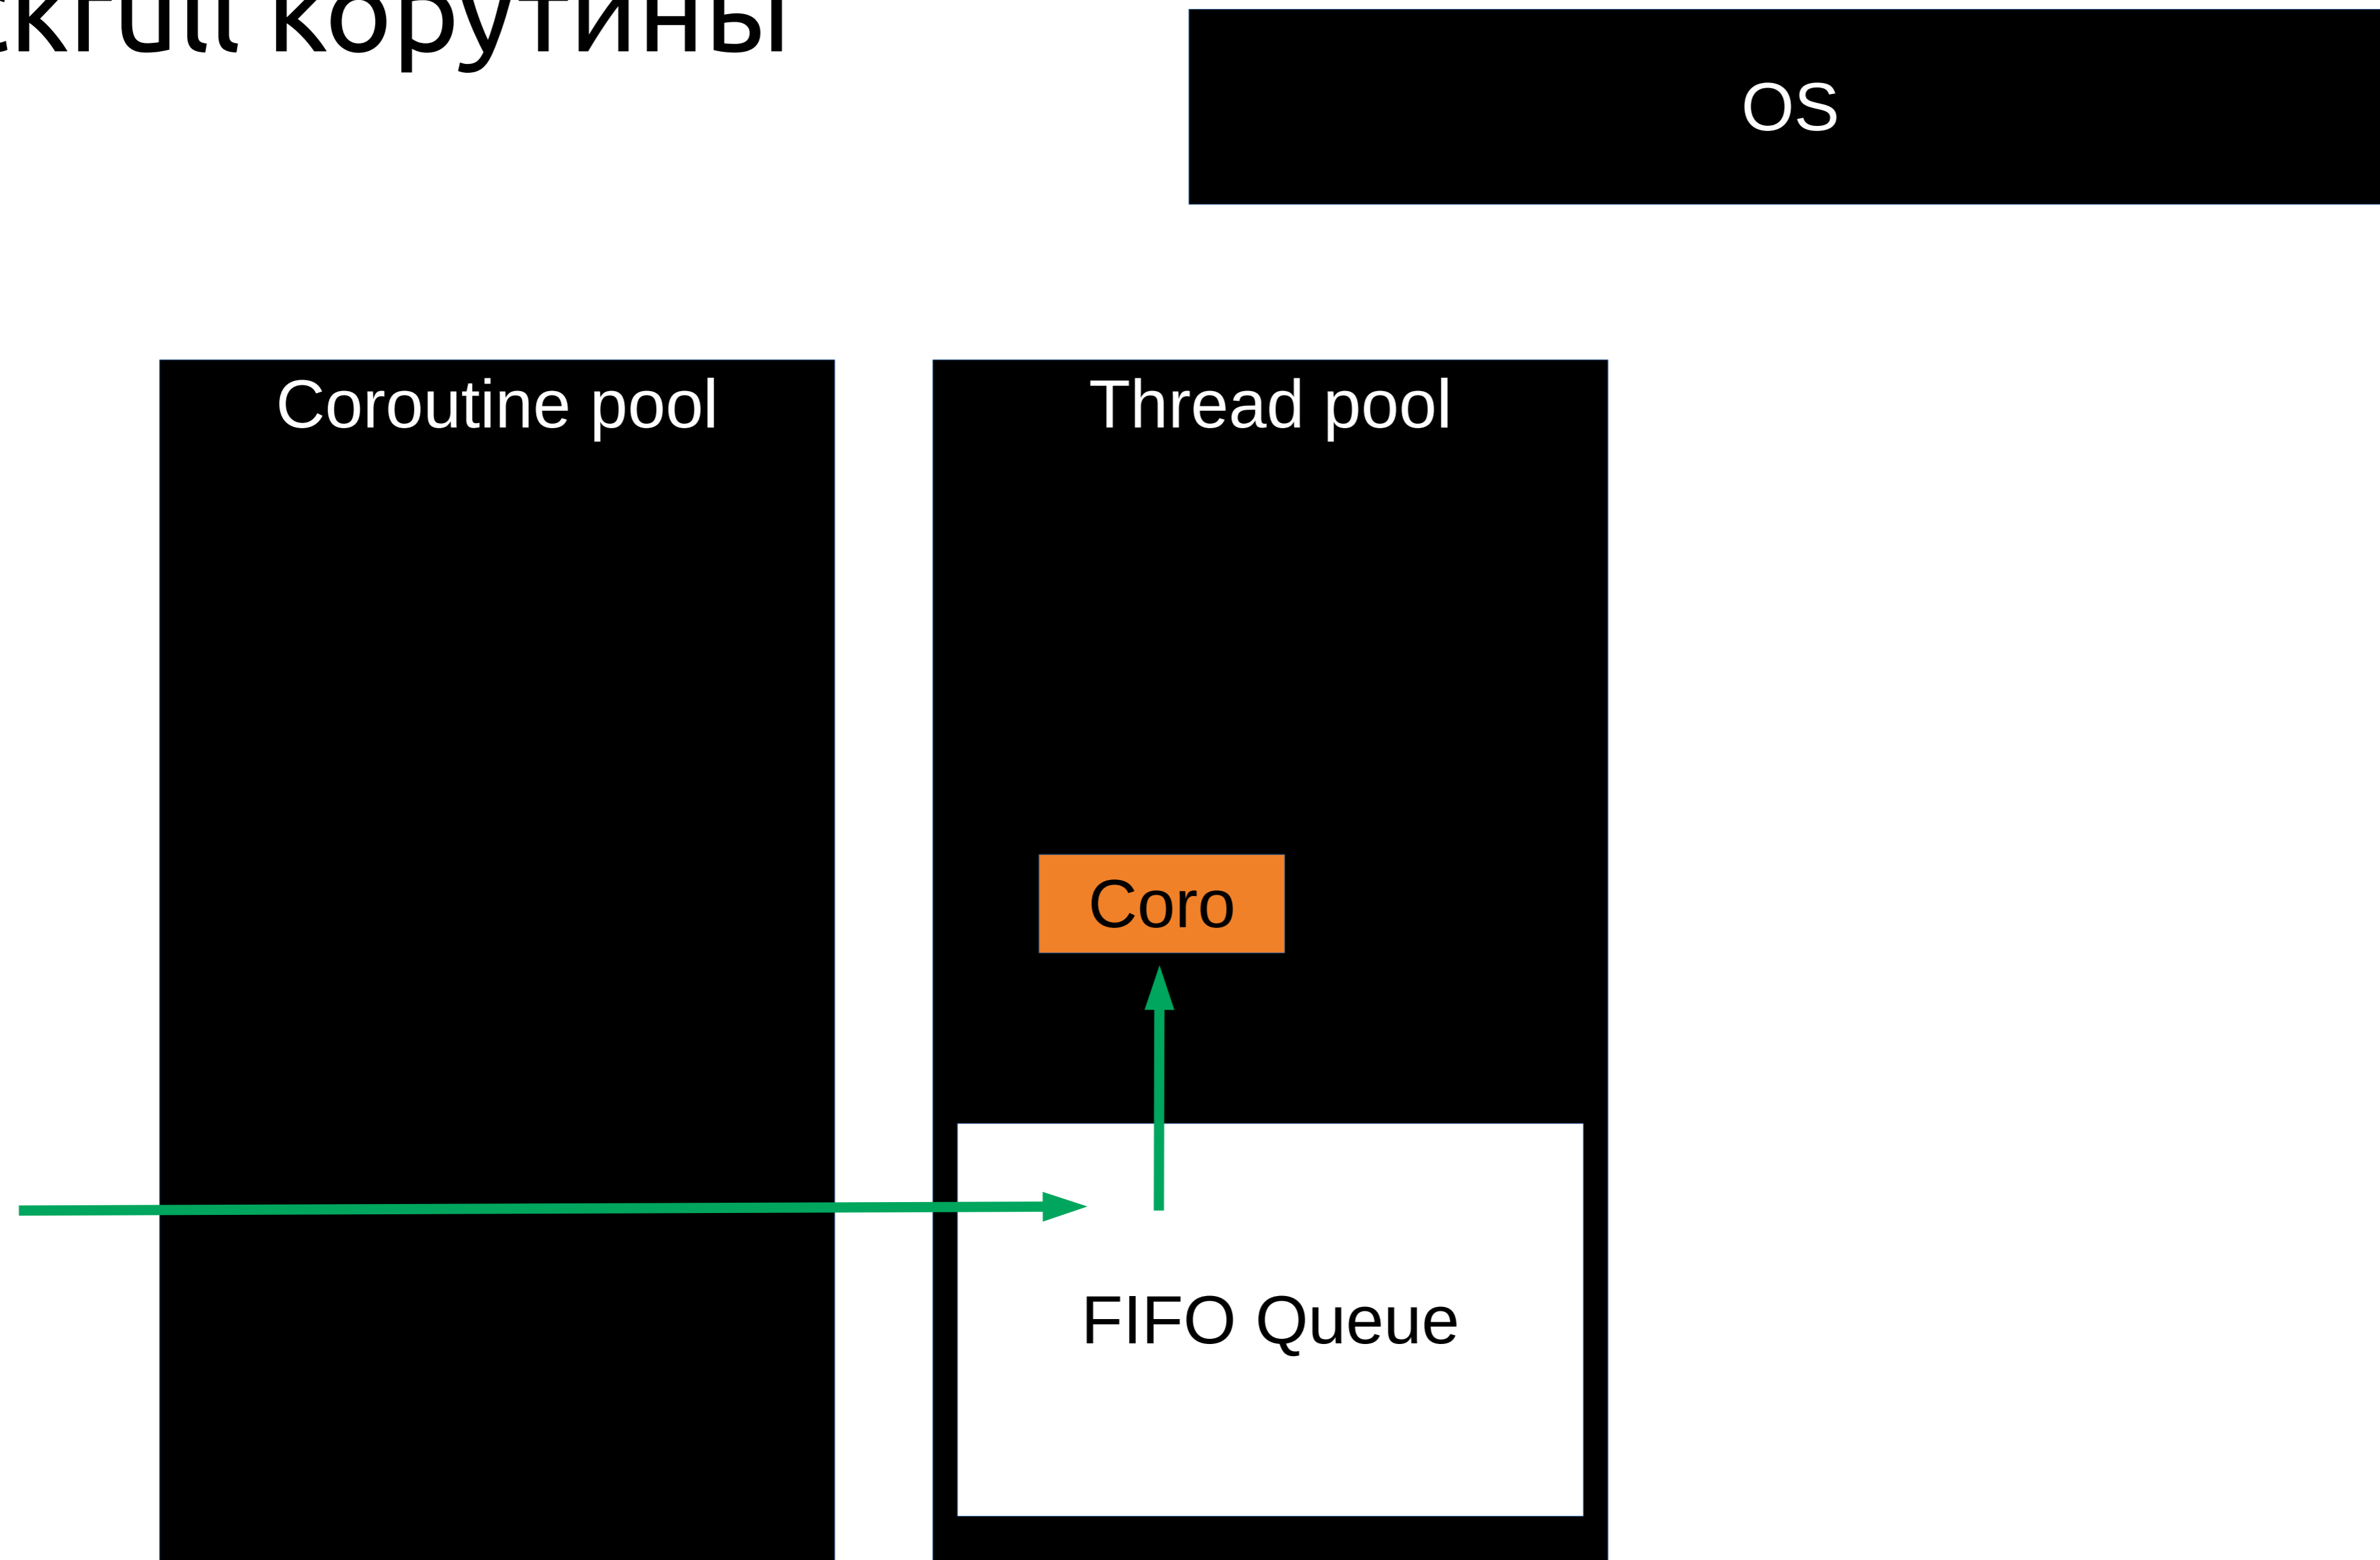 корутины
OS
Coroutine pool
Thread pool
Coro
FIFO Queue